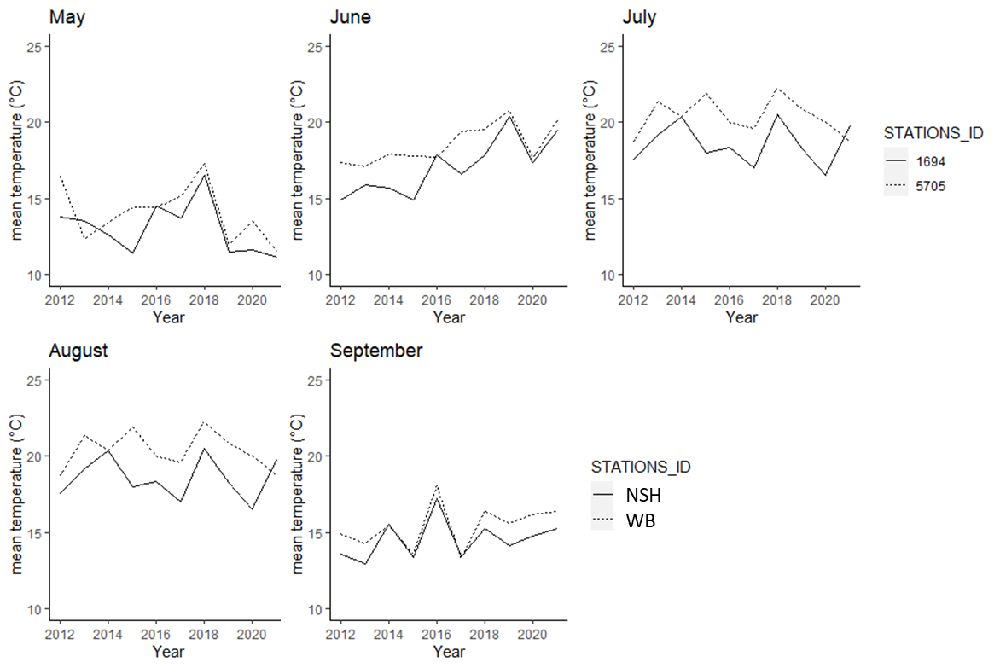 May
June
July
25
20
15
10
mean temperature (°C)
2012 2014 2016 2018 2020
Year
25
20
15
10
mean temperature (°C)
2012 2014 2016 2018 2020
Year
25
20
15
10
mean temperature (°C)
2012 2014 2016 2018 2020
Year
STATIONS_ID
1694
5705
August
September
25
20
15
10
mean temperature (°C)
2012 2014 2016 2018 2020
Year
25
20
15
10
mean temperature (°C)
2012 2014 2016 2018 2020
Year
STATIONS_ID
NSH
WB